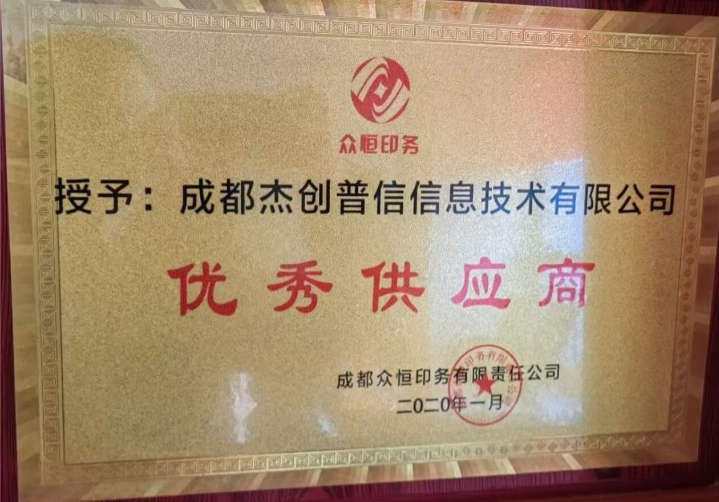 众恒印务
授予：成都杰创普信信息技术有限公司
优秀供应商
成都众恒印务有限责任公司
二〇二〇年一月